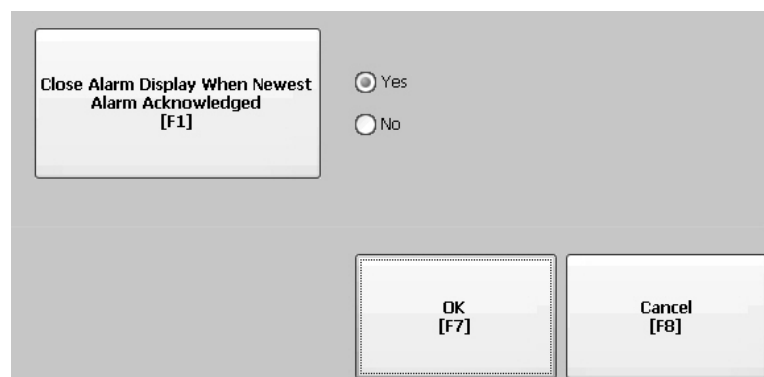 Close Alarm Display When Newest
Alarm Acknowledged
[F1]
Yes
No
OK
[F7]
Cancel
[F8]